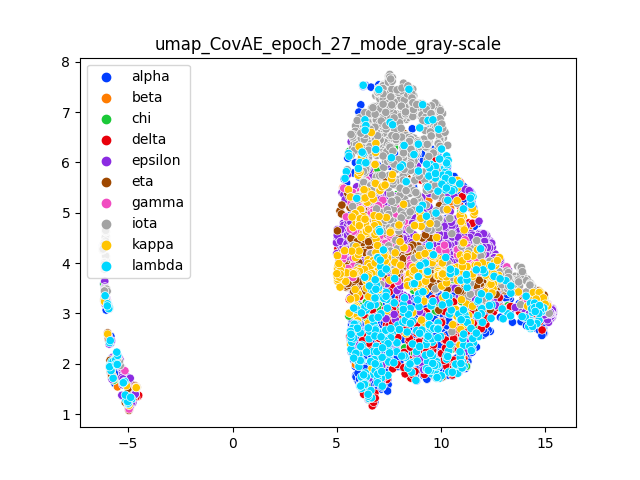 umap_CovAE_epoch_27_mode_gray-scale
8
7
6
5
4
3
2
1
alpha
beta
chi
delta
epsilon
eta
gamma
iota
kappa
lambda
−5
0
5
10
15